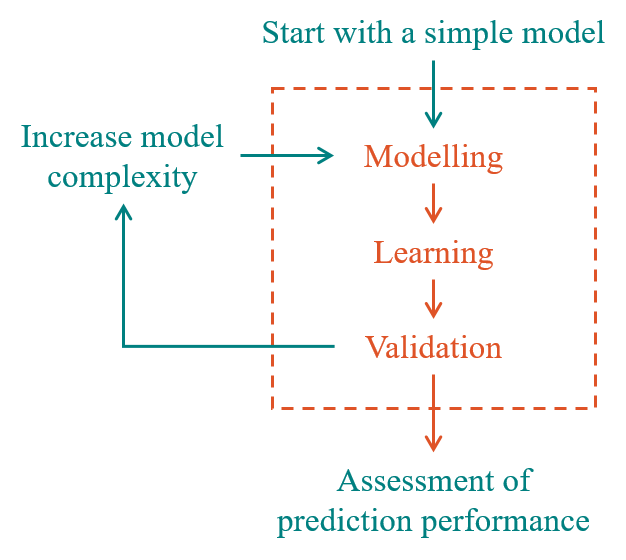 Start with a simple model
Increase model
complexity
Modelling
Learning
Validation
Assessment of
prediction performance